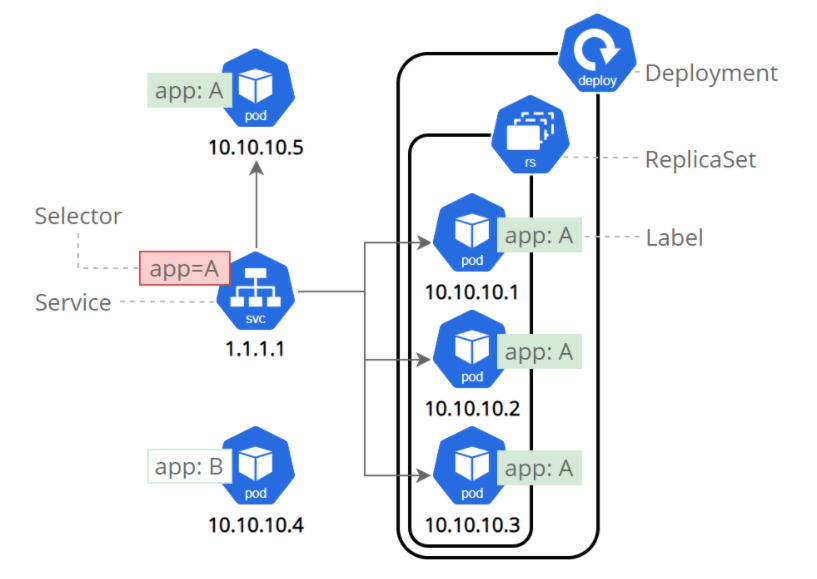 deploy
Deployment
app: A
pod
10.10.10.5
rs
ReplicaSet
Selector
app=A
Service
svc
1.1.1.1
pod
app: A
Label
10.10.10.1
pod
app: A
10.10.10.2
app: B
pod
10.10.10.4
pod
app: A
10.10.10.3